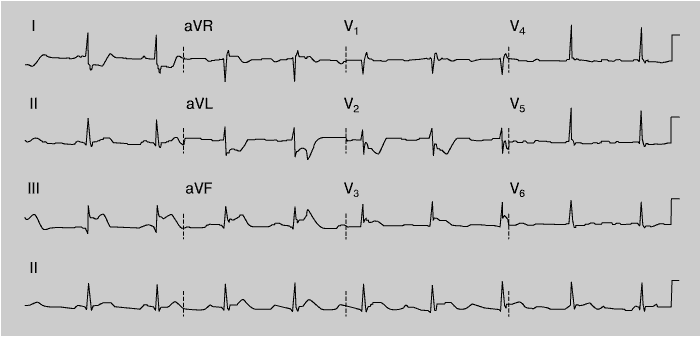 I aVR V₁ V₄
II aVL V₂ V₅
III aVF V₃ V₆
II